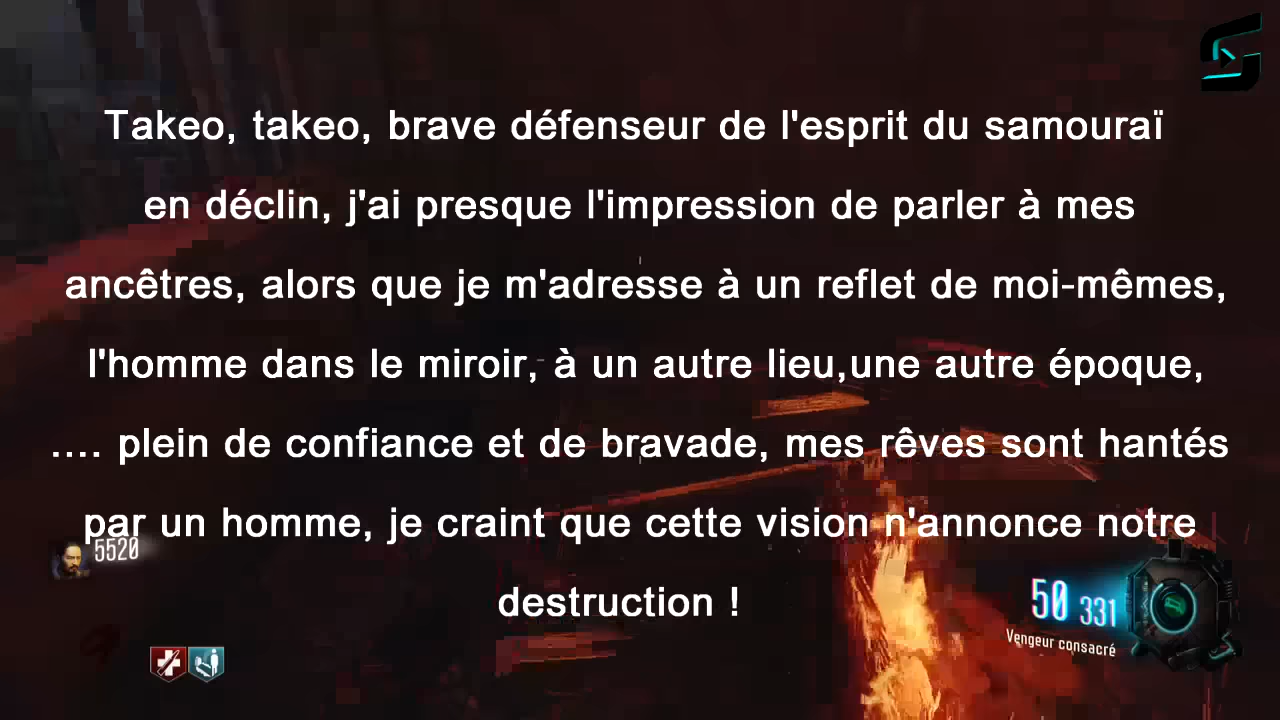 Takeo, takeo, brave défenseur de l'esprit du samouraï
en déclin, j'ai presque l'impression de parler à mes
ancêtres, alors que je m'adresse à un reflet de moi-mêmes,
l'homme dans le miroir, à un autre lieu,une autre époque,
.... plein de confiance et de bravade, mes rêves sont hantés
par un homme, je craint que cette vision n'annonce notre
destruction !
5520
50 331
Vengeur consacré